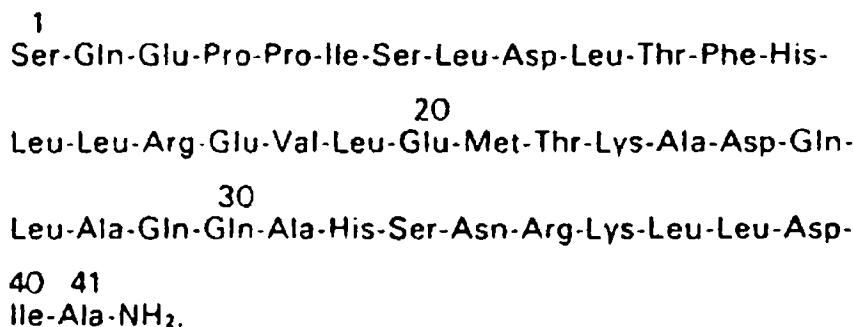 1
Ser-Gln-Glu-Pro-Pro-Ile-Ser-Leu-Asp-Leu-Thr-Phe-His-
20
Leu-Leu-Arg-Glu-Val-Leu-Glu-Met-Thr-Lys-Ala-Asp-Gln-
30
Leu-Ala-Gln-Gln-Ala-His-Ser-Asn-Arg-Lys-Leu-Leu-Asp-
40 41
Ile-Ala-NH₂.